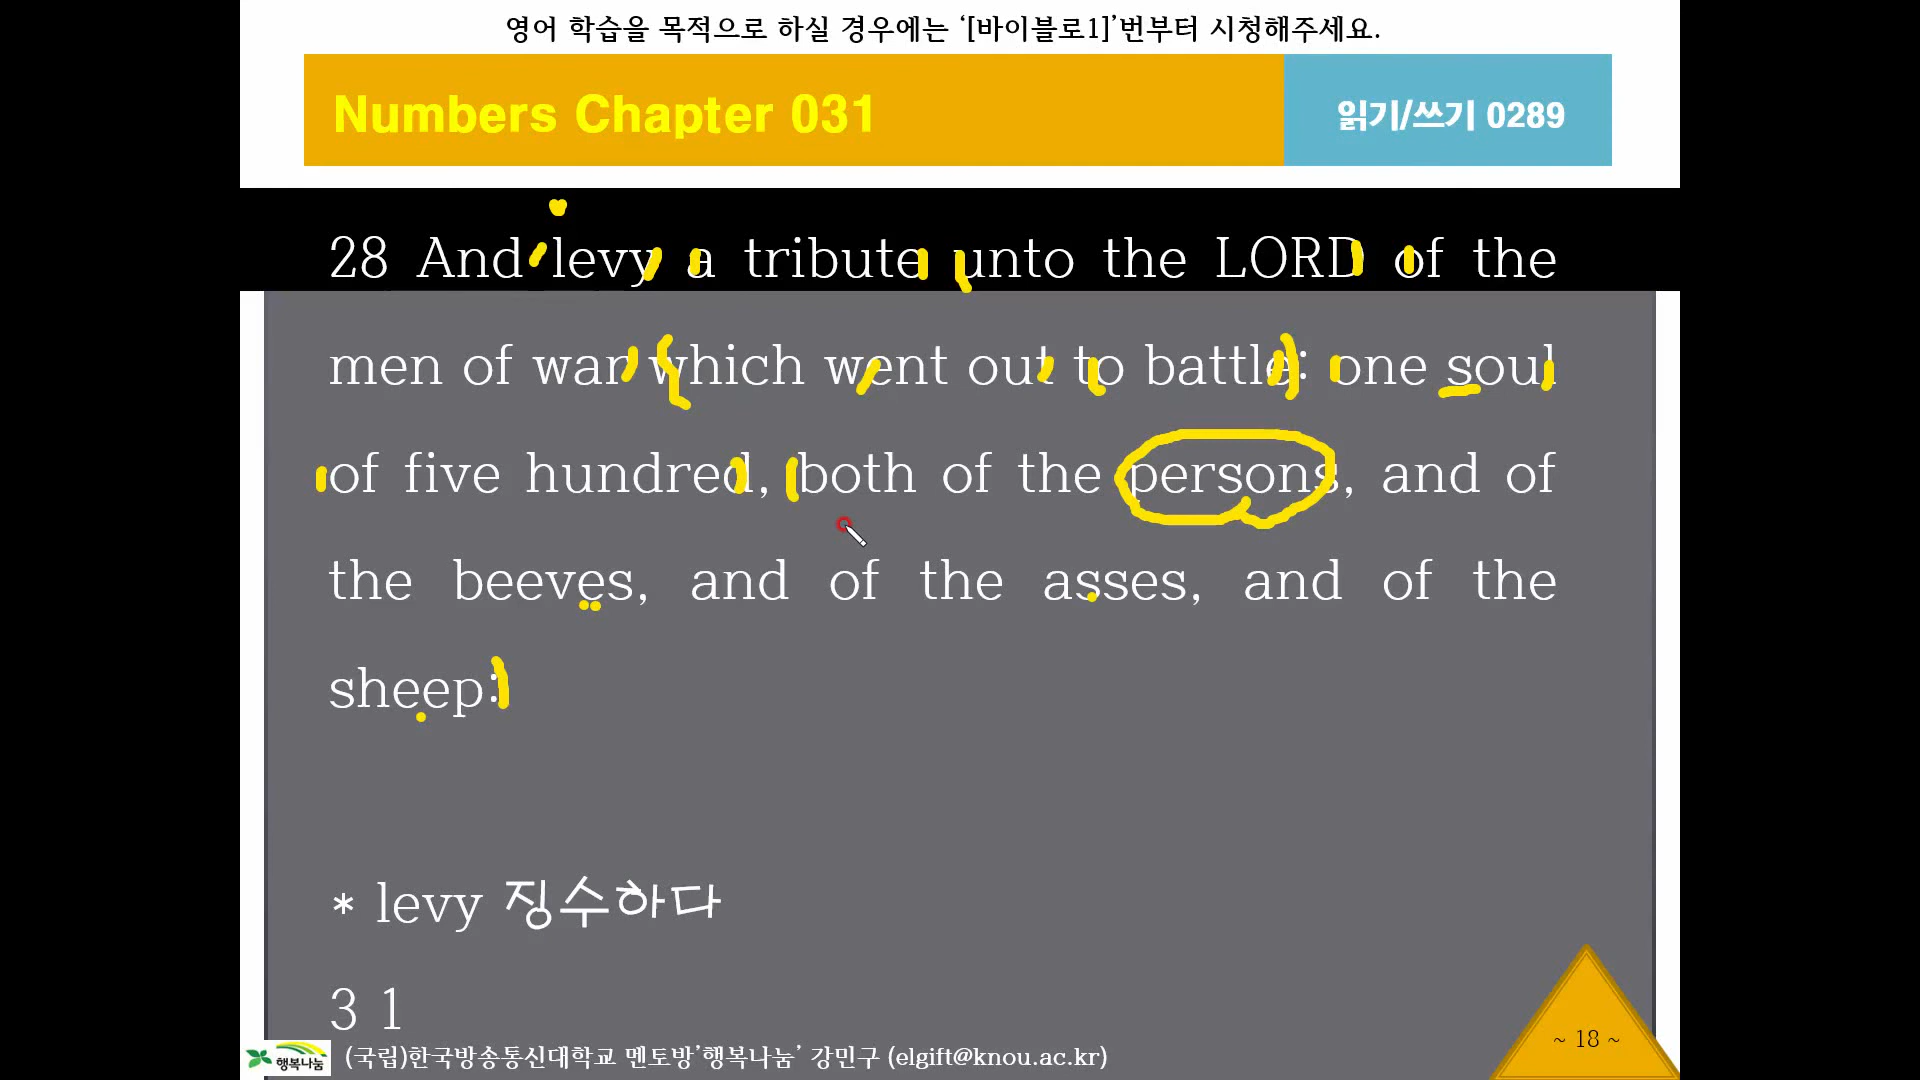 영어 학습을 목적으로 하실 경우에는 ‘[바이블로1]’번부터 시청해주세요.
Numbers Chapter 031
읽기/쓰기 0289
28 And levy a tribute unto the LORD of the
men of war which went out to battle: one soul
of five hundred, both of the persons, and of
the beeves, and of the asses, and of the
sheep:
* levy 징수하다
3 1
~ 18 ~
행복나눔
(국립)한국방송통신대학교 멘토방’행복나눔’ 강민구 (elgift@knou.ac.kr)